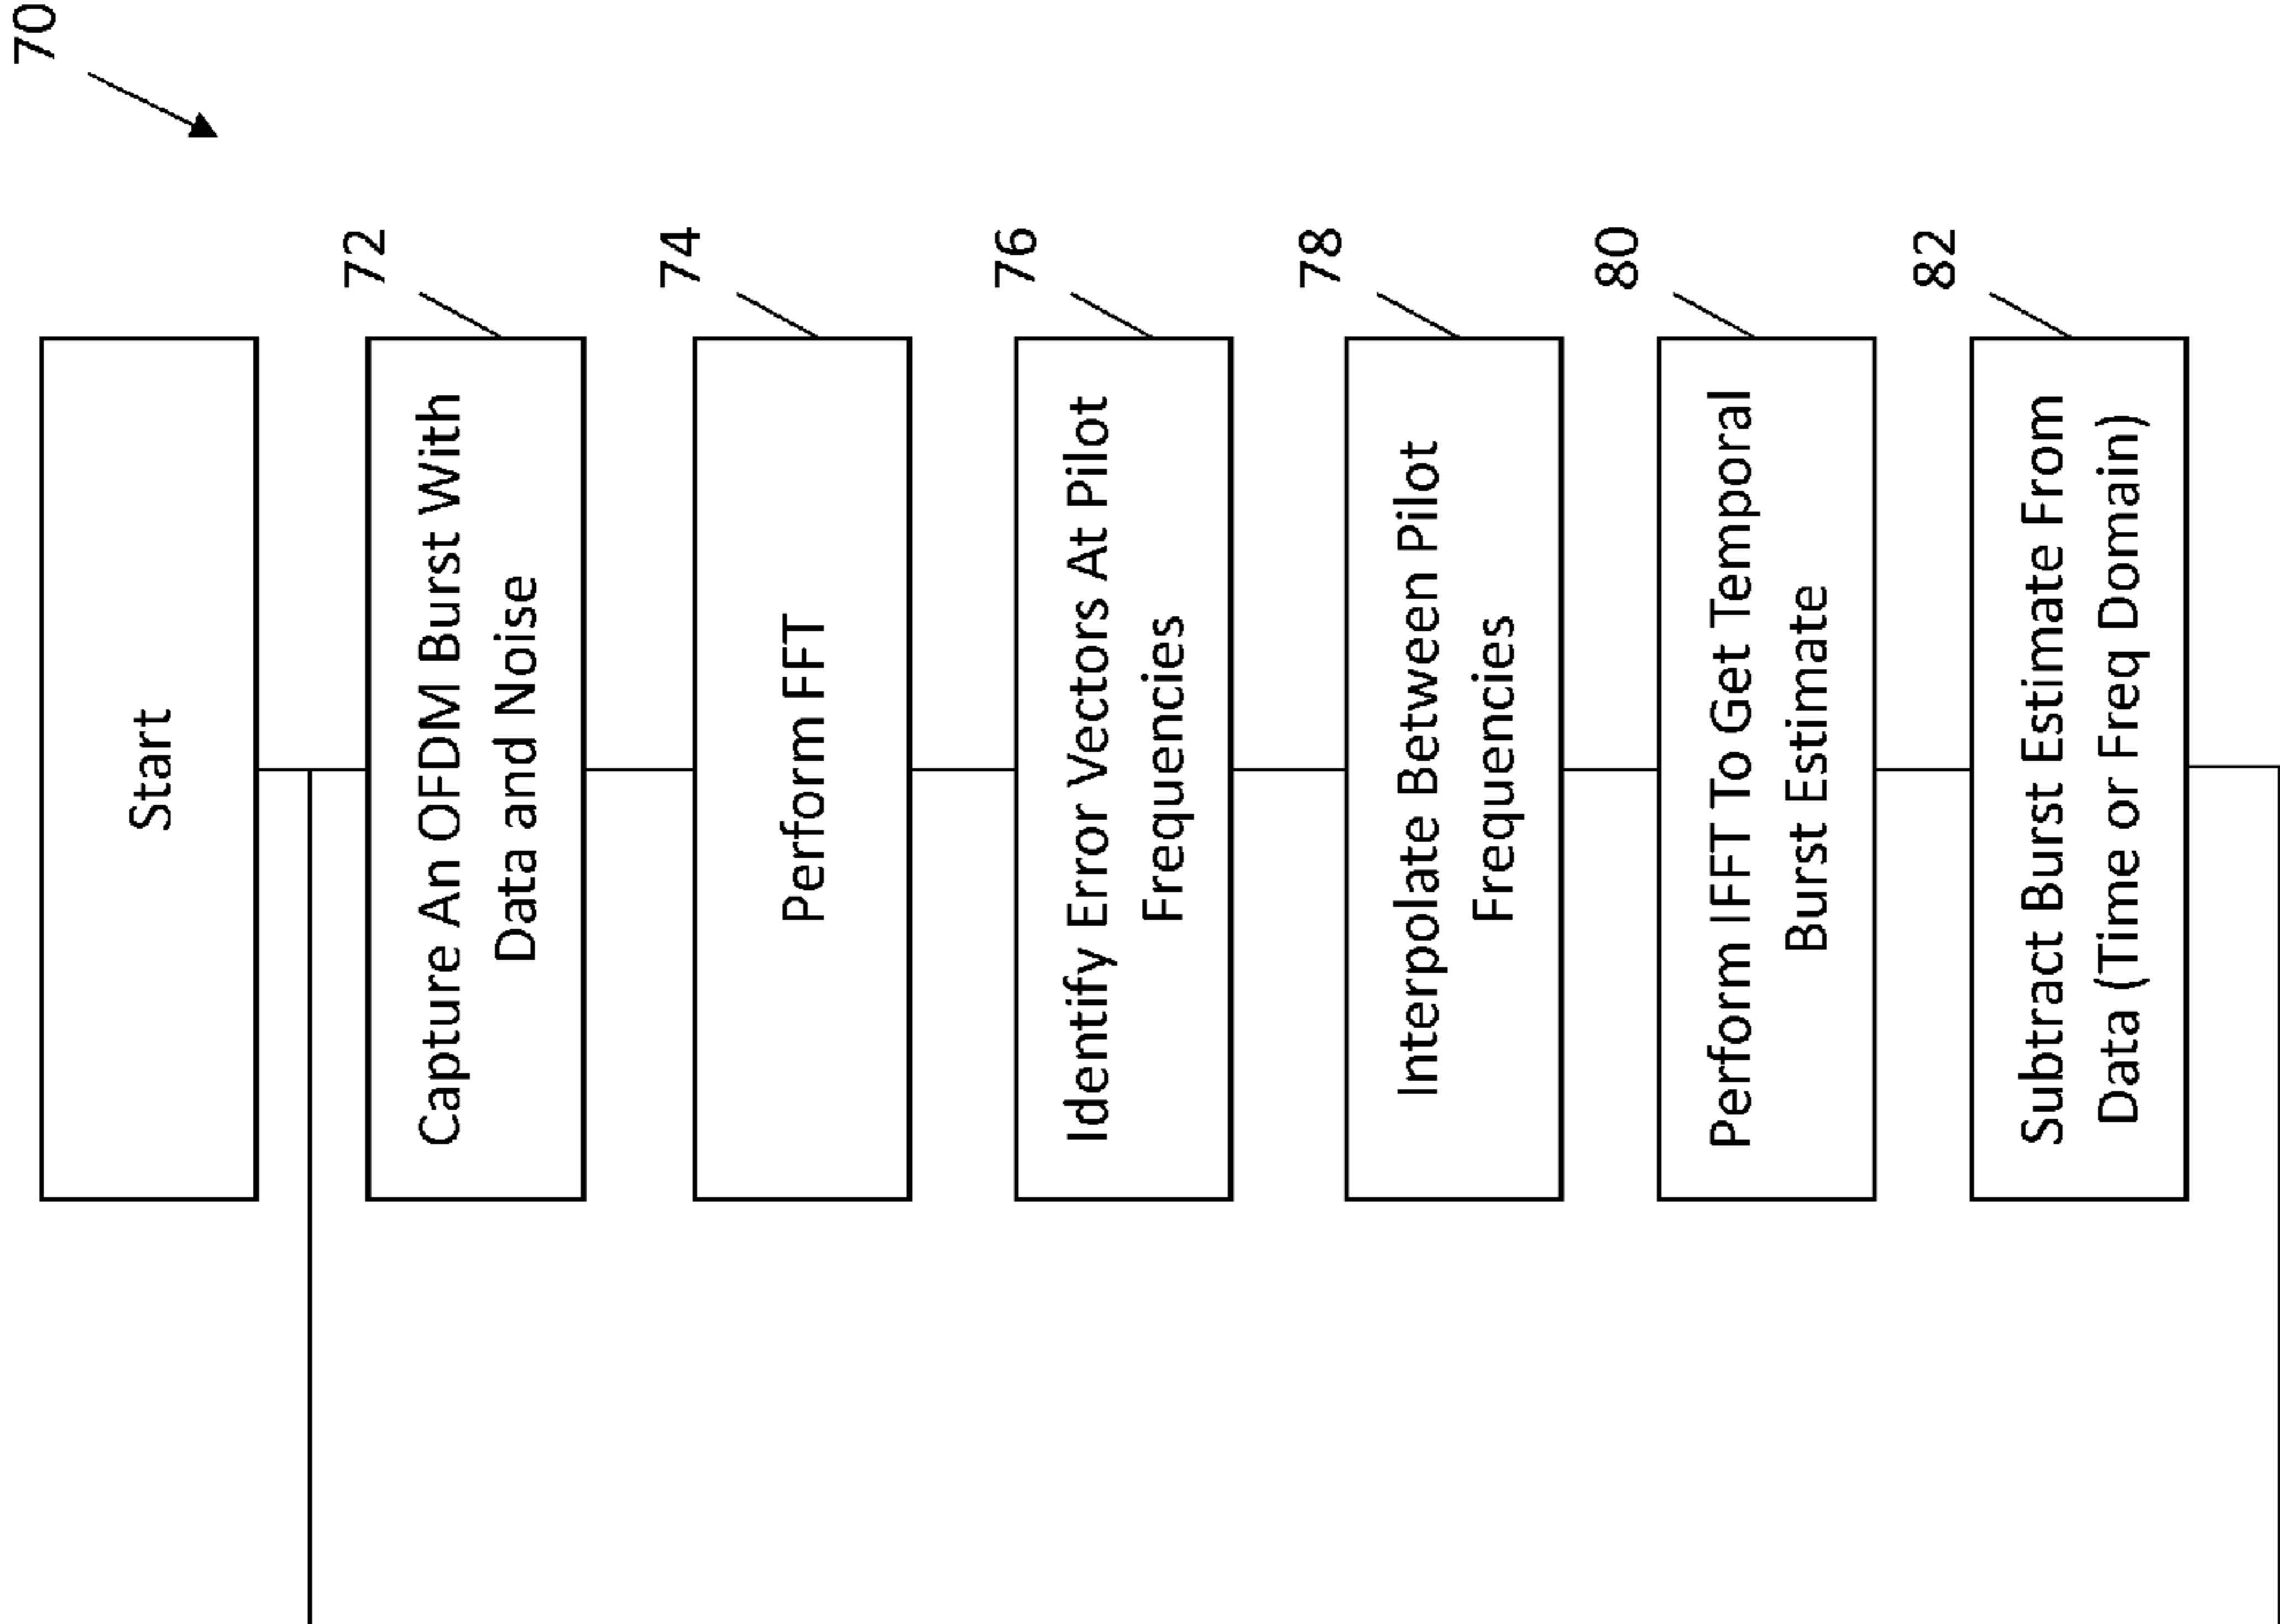 70
Start
72
Capture An OFDM Burst With
Data and Noise
74
Perform FFT
76
Identify Error Vectors At Pilot
Frequencies
78
Interpolate Between Pilot
Frequencies
80
Perform IFFT To Get Temporal
Burst Estimate
82
Subtract Burst Estimate From
Data (Time or Freq Domain)